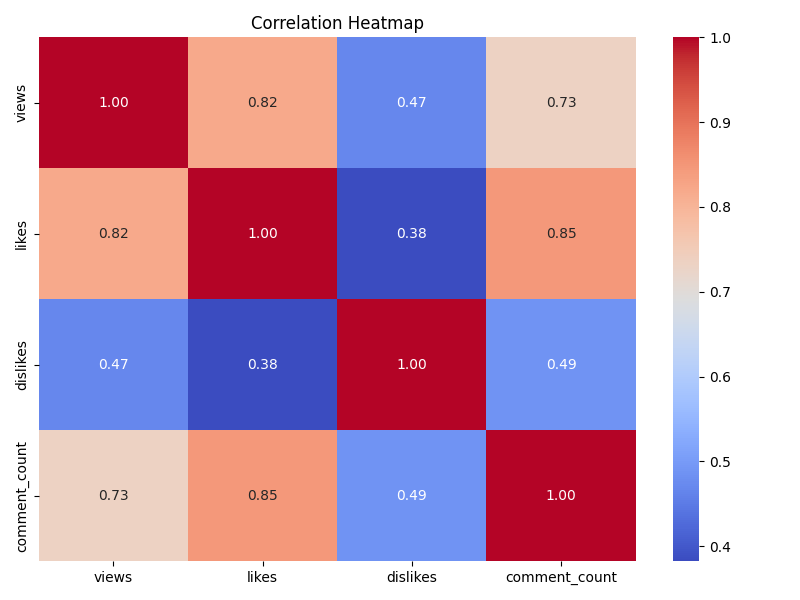 Correlation Heatmap
views 1.00 0.82 0.47 0.73
likes 0.82 1.00 0.38 0.85
dislikes 0.47 0.38 1.00 0.49
comment_count 0.73 0.85 0.49 1.00
views likes dislikes comment_count
1.0
0.9
0.8
0.7
0.6
0.5
0.4